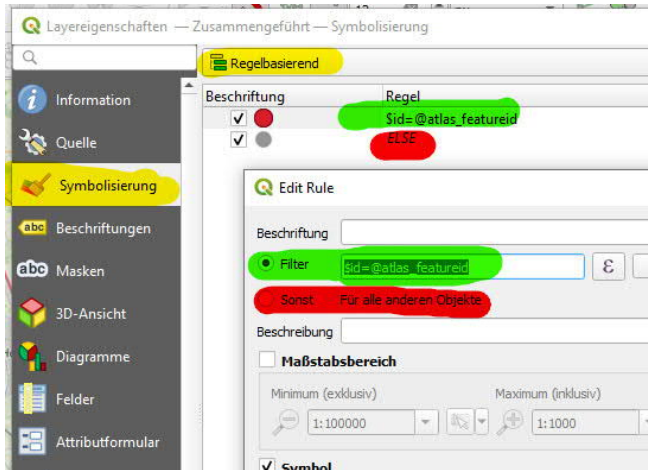 Layereigenschaften — Zusammengeführt — Symbolisierung
Regelbasierend
Information
Quelle
Symbolisierung
abc Beschriftungen
abc Masken
3D-Ansicht
Diagramme
Felder
Attributformular
Beschriftung Regel
$id=@atlas_featureid
ELSE
Edit Rule
Beschriftung
Filter $id=@atlas_featureid ε
Sonst Für alle anderen Objekte
Beschreibung
Maßstabsbereich
Minimum (exklusiv) Maximum (inklusiv)
1:100000 1:1000
Symbol